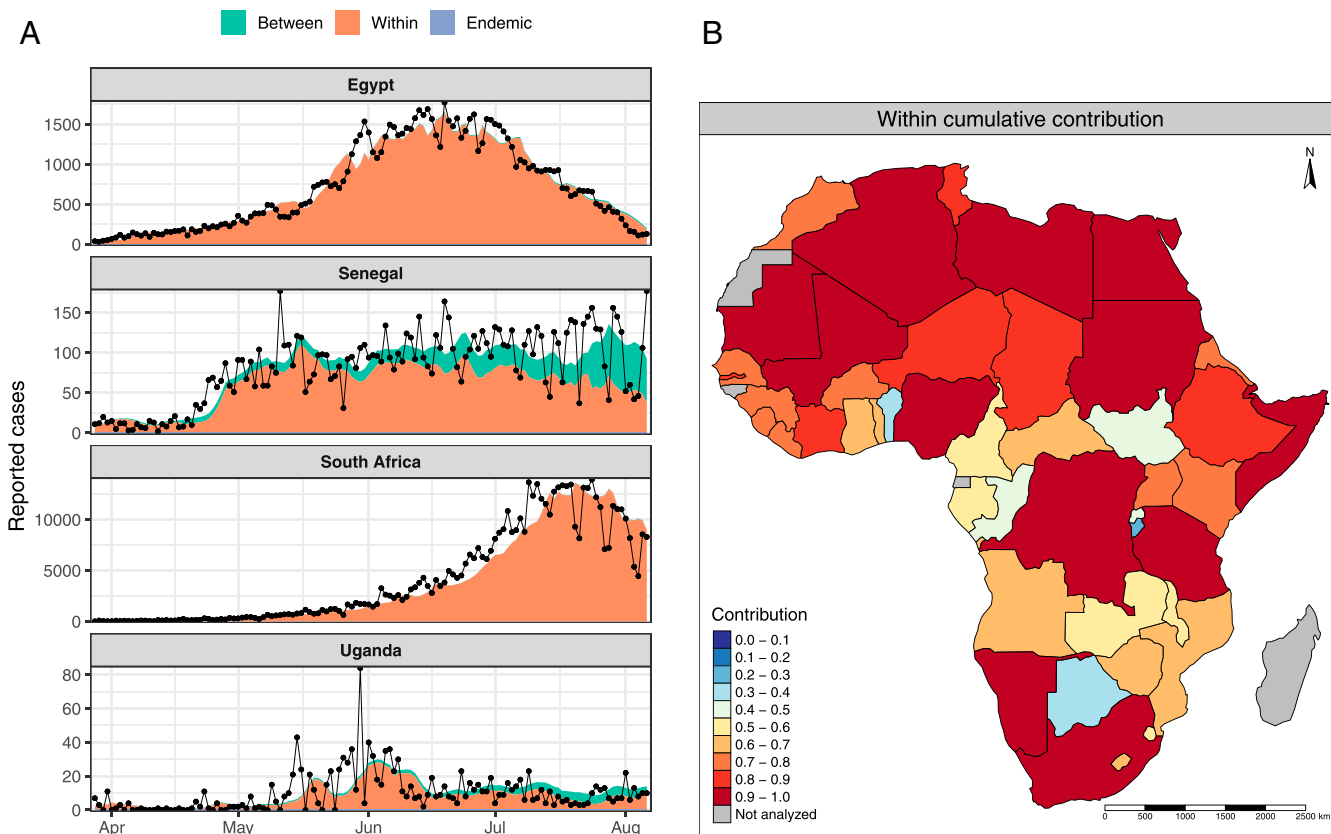 A
Between Within Endemic
Reported cases
Egypt
1500
1000
500
0
Senegal
150
100
50
0
South Africa
10000
5000
0
Uganda
80
60
40
20
0
Apr May Jun Jul Aug
B
Within cumulative contribution
N
Contribution
0.0 − 0.1
0.1 − 0.2
0.2 − 0.3
0.3 − 0.4
0.4 − 0.5
0.5 − 0.6
0.6 − 0.7
0.7 − 0.8
0.8 − 0.9
0.9 − 1.0
Not analyzed
0 500 1000 1500 2000 2500 km